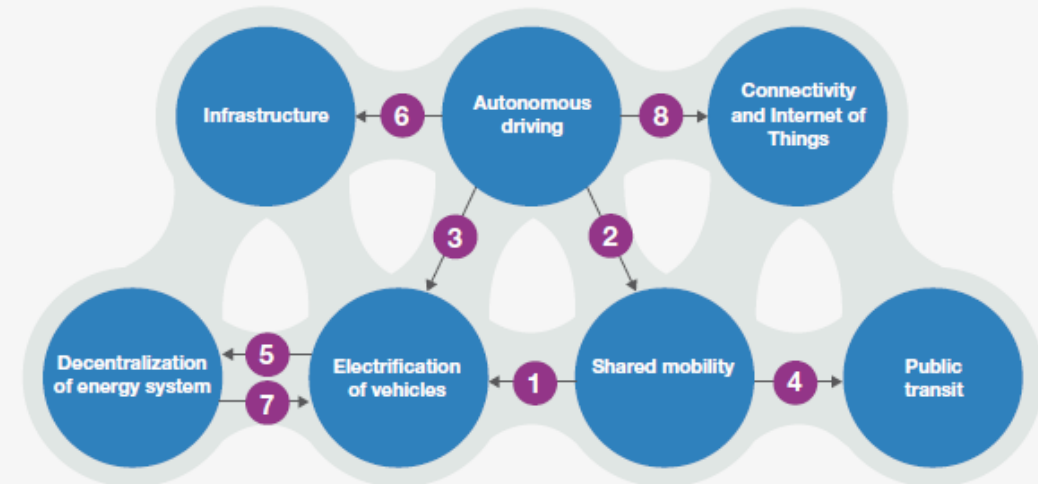 Infrastructure
6
Autonomous
driving
8
Connectivity
and Internet of
Things
3
2
Decentralization
of energy system
5
7
Electrification
of vehicles
1
Shared mobility
4
Public
transit